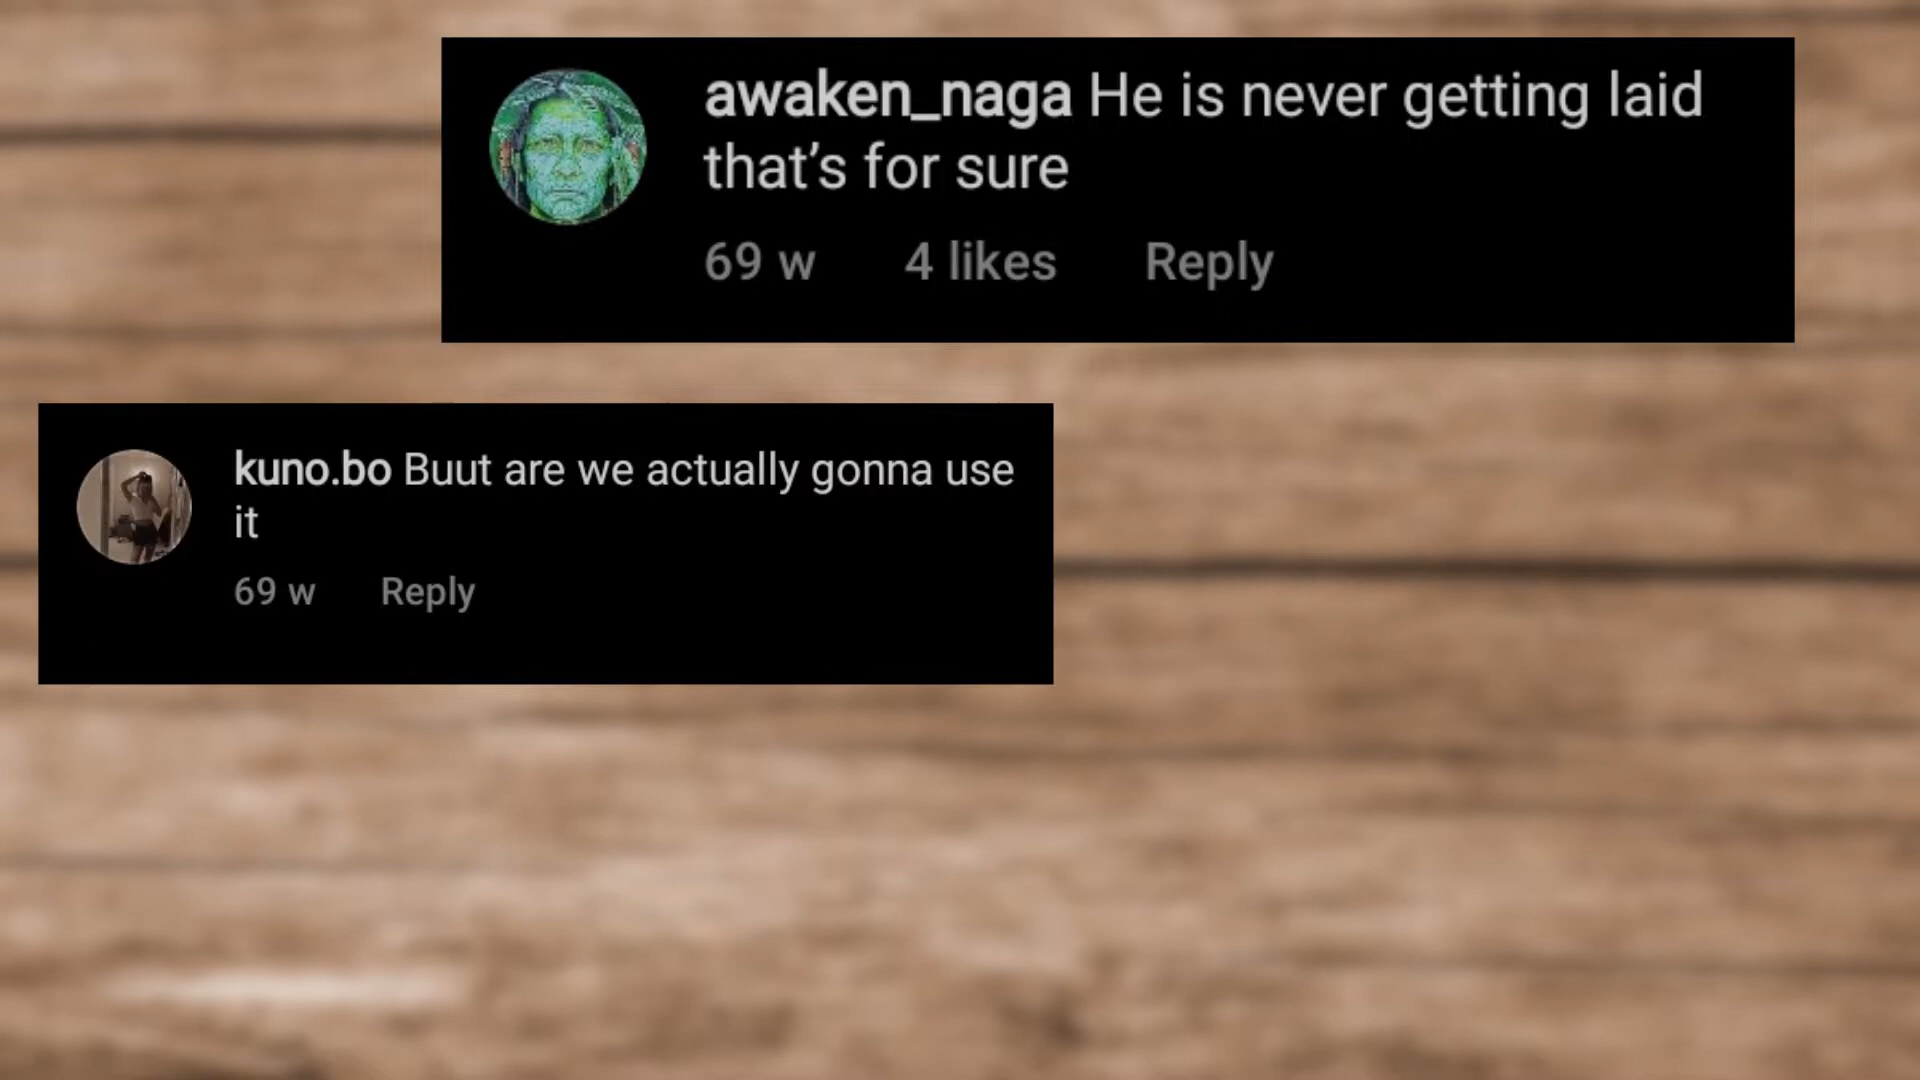 awaken_naga He is never getting laid
that’s for sure
69 w 4 likes Reply
kuno.bo Buut are we actually gonna use
it
69 w Reply